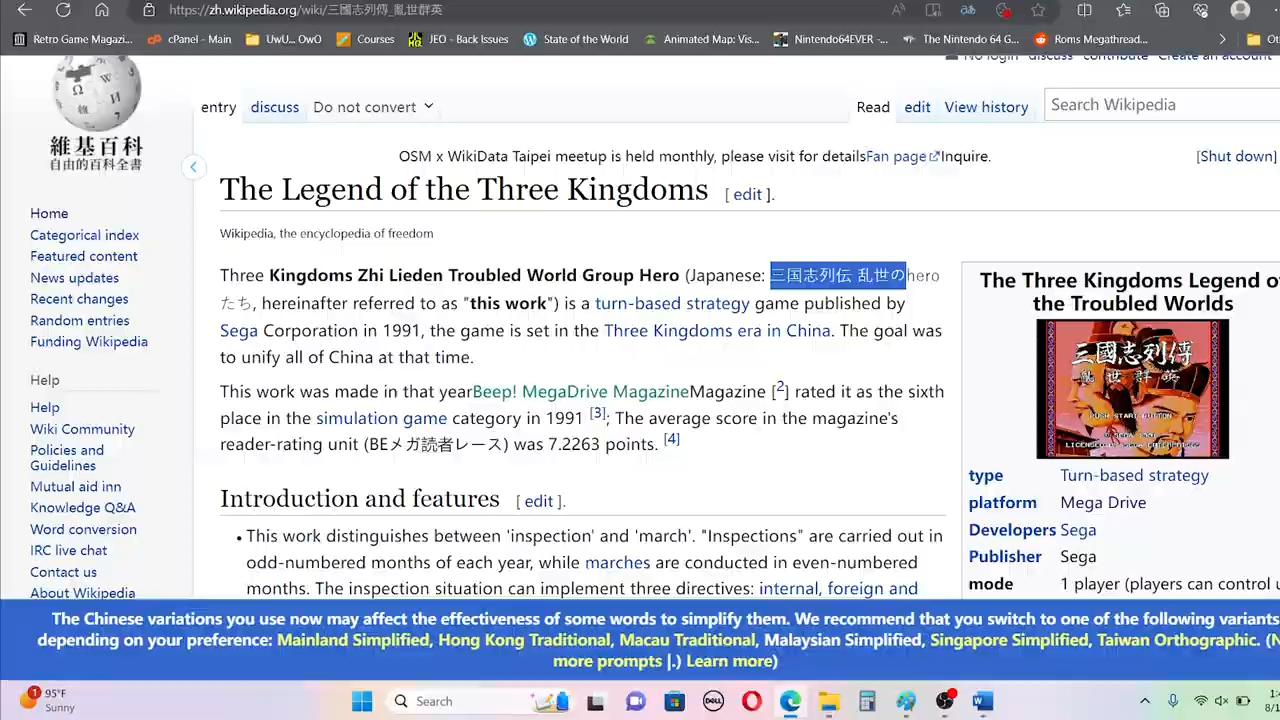 https://zh.wikipedia.org/wiki/三國志列傳_亂世群英
Retro Game Magazi... cPanel - Main UwU... OwO Courses JEO - Back Issues State of the World Animated Map: Vis... Nintendo64EVER -... The Nintendo 64 G... Roms Megathread...
No login discuss contribute Create an account
維基百科
自由的百科全書
entry discuss Do not convert Read edit View history Search Wikipedia
OSM x WikiData Taipei meetup is held monthly, please visit for detailsFan pageInquire. [Shut down]
The Legend of the Three Kingdoms [ edit ].
Wikipedia, the encyclopedia of freedom
Home
Categorical index
Featured content
News updates
Recent changes
Random entries
Funding Wikipedia
Help
Help
Wiki Community
Policies and
Guidelines
Mutual aid inn
Knowledge Q&A
Word conversion
IRC live chat
Contact us
About Wikipedia
Three Kingdoms Zhi Lieden Troubled World Group Hero (Japanese: 三国志列伝 乱世のhero
たち, hereinafter referred to as "this work") is a turn-based strategy game published by
Sega Corporation in 1991, the game is set in the Three Kingdoms era in China. The goal was
to unify all of China at that time.
This work was made in that yearBeep! MegaDrive MagazineMagazine [2] rated it as the sixth
place in the simulation game category in 1991 [3]; The average score in the magazine's
reader-rating unit (BEメガ読者レース) was 7.2263 points. [4]
Introduction and features [ edit ].
• This work distinguishes between 'inspection' and 'march'. "Inspections" are carried out in
odd-numbered months of each year, while marches are conducted in even-numbered
months. The inspection situation can implement three directives: internal, foreign and
The Three Kingdoms Legend o
the Troubled Worlds
三國志列傳
亂世群英
PUSH START BUTTON
© SEGA 1991
LICENSED BY SEGA ENTERPRISES
type Turn-based strategy
platform Mega Drive
Developers Sega
Publisher Sega
mode 1 player (players can control u
The Chinese variations you use now may affect the effectiveness of some words to simplify them. We recommend that you switch to one of the following variants
depending on your preference: Mainland Simplified, Hong Kong Traditional, Macau Traditional, Malaysian Simplified, Singapore Simplified, Taiwan Orthographic. (N
more prompts |.) Learn more)
1
95°F
Sunny
Search
DELL
8/1